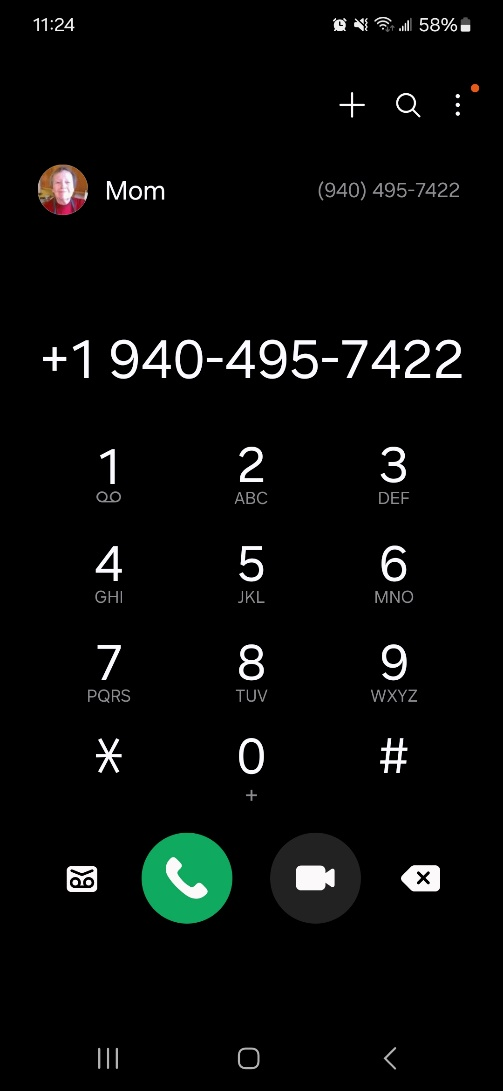 11:24 58%
Mom (940) 495-7422
+1 940-495-7422
1 2 3
ABC DEF
4 5 6
GHI JKL MNO
7 8 9
PQRS TUV WXYZ
* 0 #
+